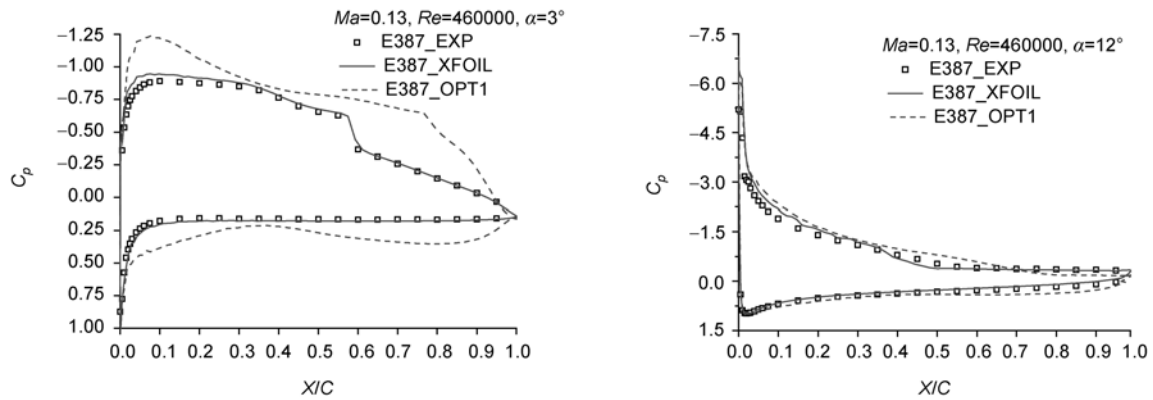 Ma=0.13, Re=460000, α=3°
E387_EXP
E387_XFOIL
E387_OPT1
−1.25
−1.00
−0.75
−0.50
−0.25
0.00
0.25
0.50
0.75
1.00
Cp
0.0 0.1 0.2 0.3 0.4 0.5 0.6 0.7 0.8 0.9 1.0
X/C
Ma=0.13, Re=460000, α=12°
E387_EXP
E387_XFOIL
E387_OPT1
−7.5
−6.0
−4.5
−3.0
−1.5
0.0
1.5
Cp
0.0 0.1 0.2 0.3 0.4 0.5 0.6 0.7 0.8 0.9 1.0
X/C